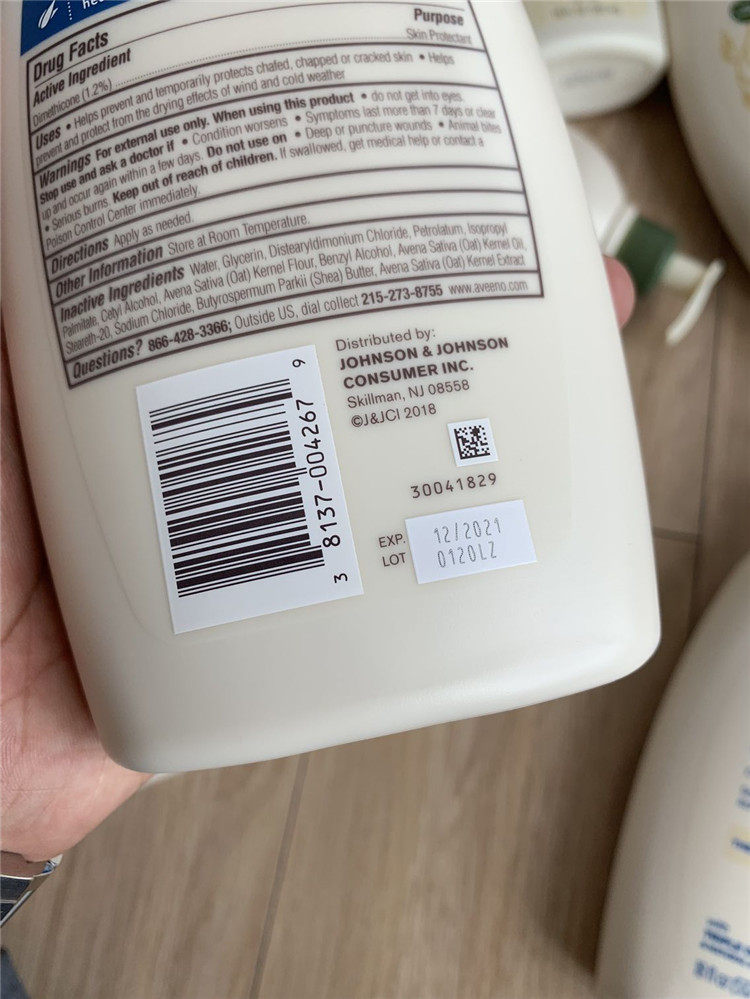 Drug Facts
Active Ingredient Purpose
Dimethicone (1.2%) Skin Protectant
Uses • Helps prevent and temporarily protects chafed, chapped or cracked skin • Helps
prevent and protect from the drying effects of wind and cold weather
Warnings For external use only. When using this product • do not get into eyes.
Stop use and ask a doctor if • Condition worsens • Symptoms last more than 7 days or clear
up and occur again within a few days. Do not use on • Deep or puncture wounds • Animal bites
• Serious burns. Keep out of reach of children. If swallowed, get medical help or contact a
Poison Control Center immediately.
Directions Apply as needed.
Other Information Store at Room Temperature.
Inactive Ingredients Water, Glycerin, Distearyldimonium Chloride, Petrolatum, Isopropyl
Palmitate, Cetyl Alcohol, Avena Sativa (Oat) Kernel Flour, Benzyl Alcohol, Avena Sativa (Oat) Kernel Oil,
Steareth-20, Sodium Chloride, Butyrospermum Parkii (Shea) Butter, Avena Sativa (Oat) Kernel Extract
Questions? 866-428-3366; Outside US, dial collect 215-273-8755 www.aveeno.com
Distributed by:
JOHNSON & JOHNSON
CONSUMER INC.
Skillman, NJ 08558
©J&JCI 2018
3 8137-004267 9
30041829
EXP. 12/2021
LOT 0120LZ